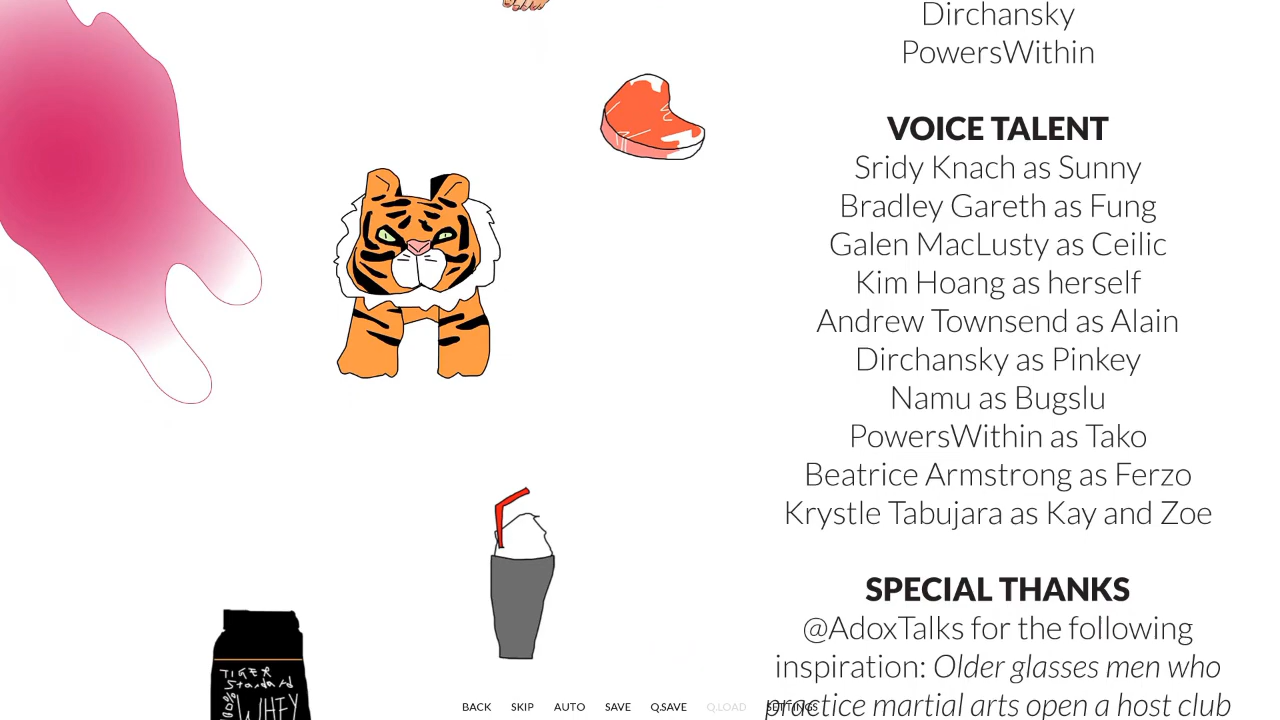 Dirchansky
PowersWithin
VOICE TALENT
Sridy Knach as Sunny
Bradley Gareth as Fung
Galen MacLusty as Ceilic
Kim Hoang as herself
Andrew Townsend as Alain
Dirchansky as Pinkey
Namu as Bugslu
PowersWithin as Tako
Beatrice Armstrong as Ferzo
Krystle Tabujara as Kay and Zoe
SPECIAL THANKS
@AdoxTalks for the following
inspiration: Older glasses men who
practice martial arts open a host club
TIGER
Standard
100%
WHEY
BACK SKIP AUTO SAVE Q.SAVE Q.LOAD SETTINGS